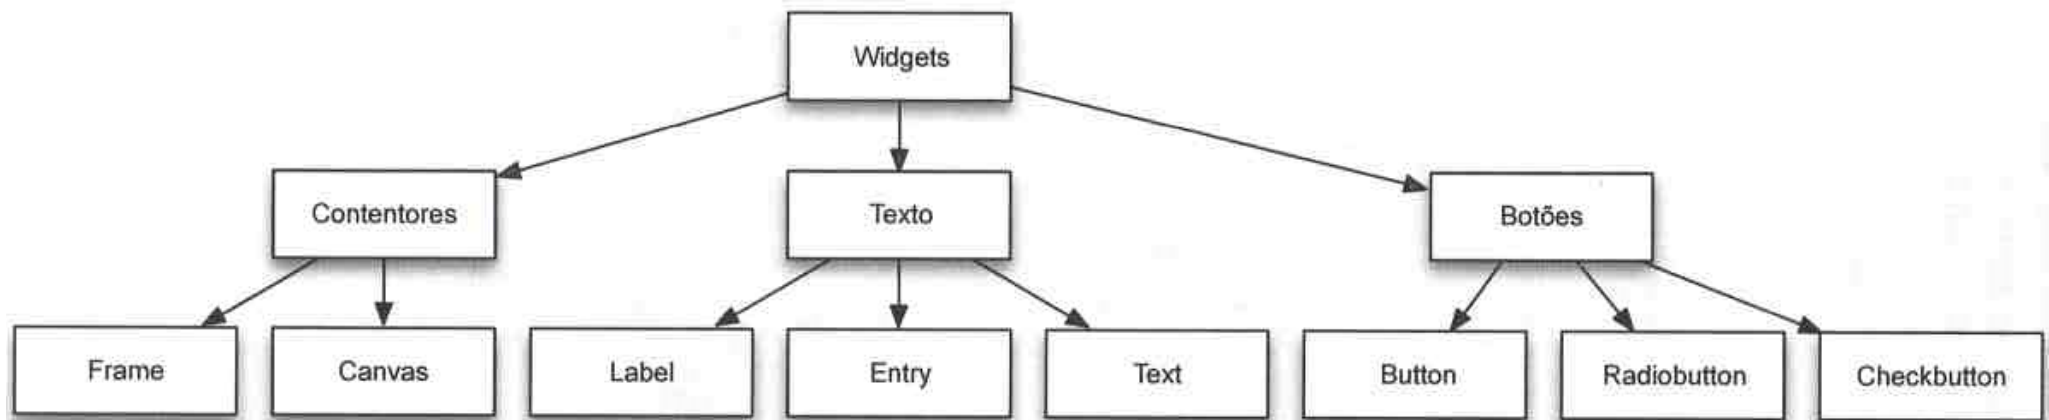 Widgets
Contentores
Texto
Botões
Frame
Canvas
Label
Entry
Text
Button
Radiobutton
Checkbutton